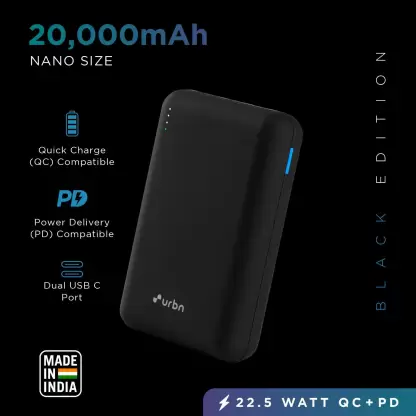 20,000mAh
NANO SIZE
Quick Charge
(QC) Compatible
PD
Power Delivery
(PD) Compatible
Dual USB C
Port
urbn
BLACK EDITION
MADE
IN
INDIA
22.5 WATT QC+PD